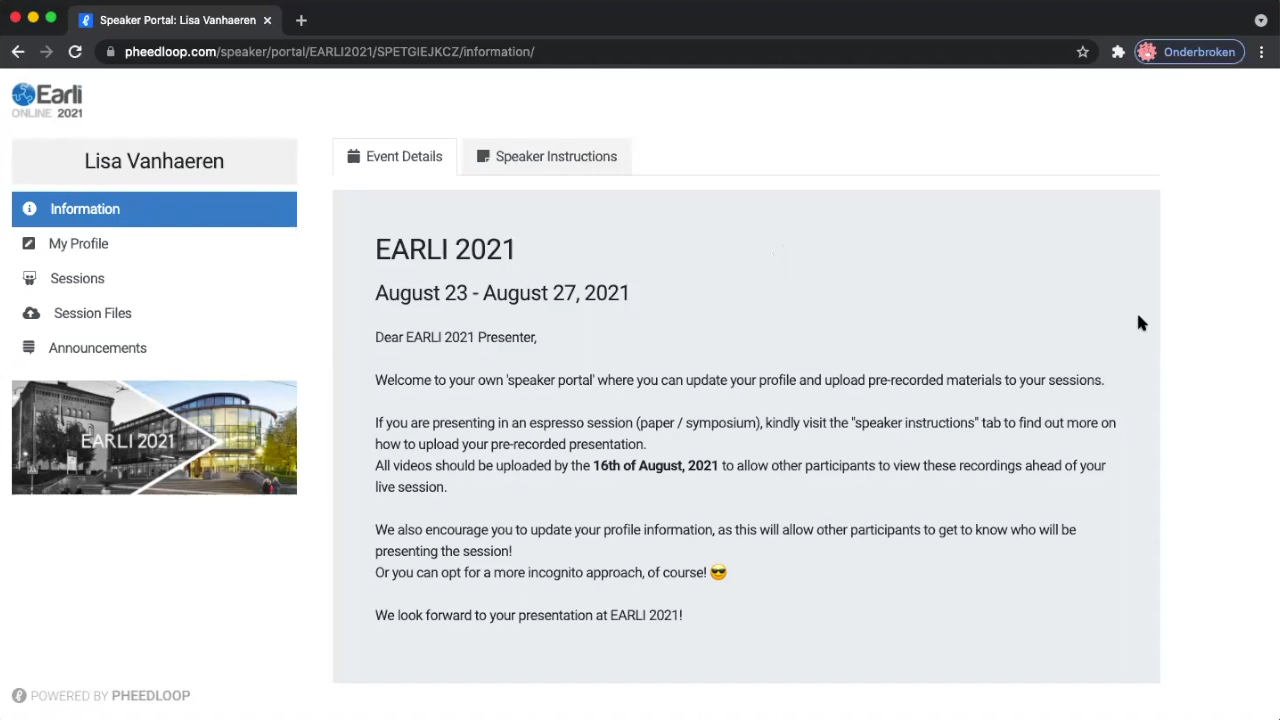 Speaker Portal: Lisa Vanhaeren
pheedloop.com/speaker/portal/EARLI2021/SPETGIEJKCZ/information/
Onderbroken
Earli
ONLINE 2021
Lisa Vanhaeren
Information
My Profile
Sessions
Session Files
Announcements
EARLI 2021
POWERED BY PHEEDLOOP
Event Details
Speaker Instructions
EARLI 2021
August 23 - August 27, 2021
Dear EARLI 2021 Presenter,
Welcome to your own 'speaker portal' where you can update your profile and upload pre-recorded materials to your sessions.
If you are presenting in an espresso session (paper / symposium), kindly visit the "speaker instructions" tab to find out more on
how to upload your pre-recorded presentation.
All videos should be uploaded by the 16th of August, 2021 to allow other participants to view these recordings ahead of your
live session.
We also encourage you to update your profile information, as this will allow other participants to get to know who will be
presenting the session!
Or you can opt for a more incognito approach, of course! 😎
We look forward to your presentation at EARLI 2021!